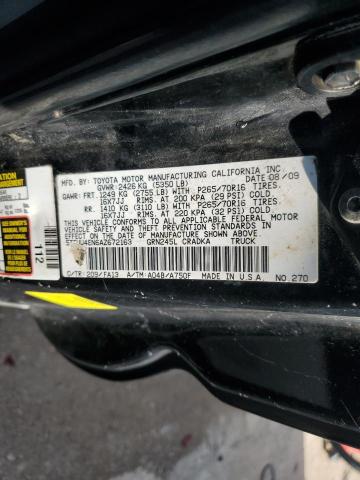 MFD. BY: TOYOTA MOTOR MANUFACTURING CALIFORNIA INC.
GVWR: 2426 KG (5350 LB) DATE 08/09
GAWR: FRT. 1249 KG (2755 LB) WITH P265/70R16 TIRES.
16X7JJ RIMS. AT 200 KPA (29 PSI) COLD
RR. 1410 KG (3110 LB) WITH P265/70R16 TIRES.
16X7JJ RIMS. AT 220 KPA (32 PSI) COLD
THIS VEHICLE CONFORMS TO ALL APPLICABLE FEDERAL MOTOR
VEHICLE SAFETY AND THEFT PREVENTION STANDARDS IN
EFFECT ON THE DATE OF MANUFACTURE SHOWN ABOVE.
U4EN6AZ672163 GRN245L CRADKA TRUCK
C/TR: 209/FA13 A/TM: A04B/A750F MADE IN U.S.A. NO. 270
112